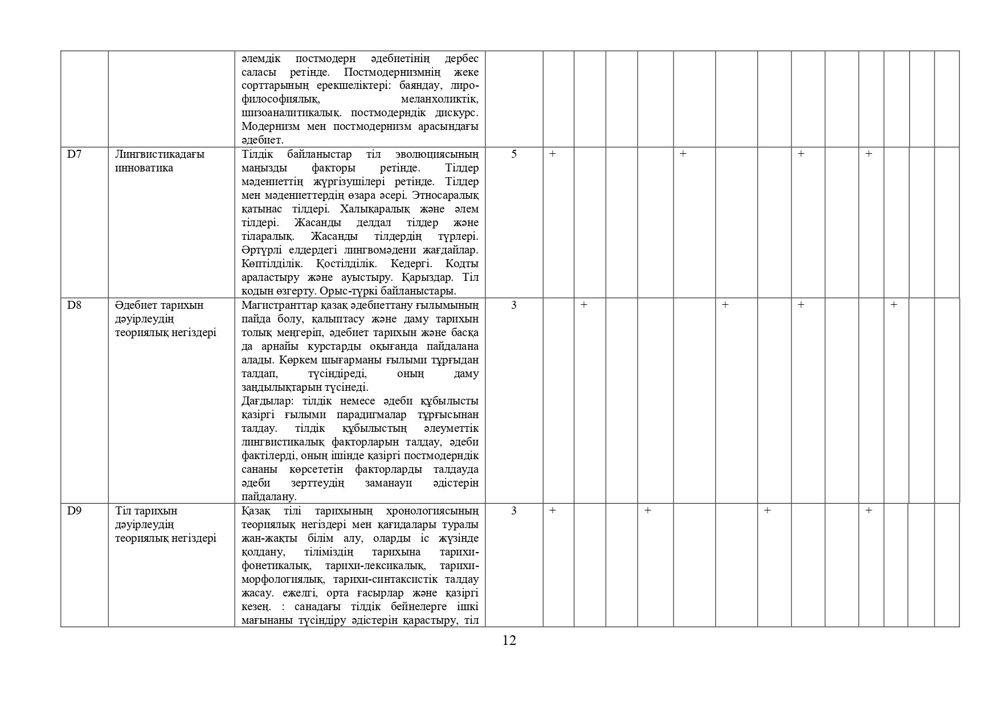 әлемдік постмодерн әдебиетінің дербес
саласы ретінде. Постмодернизмнің жеке
сорттарының ерекшеліктері: баяндау, лиро-
философиялық, меланхоликтік,
шизоаналитикалық. постмодерндік дискурс.
Модернизм мен постмодернизм арасындағы
әдебиет.
D7 Лингвистикадағы Тілдік байланыстар тіл эволюциясының 5 + + + +
инноватика маңызды факторы ретінде. Тілдер
мәдениеттің жүргізушілері ретінде. Тілдер
мен мәдениеттердің өзара әсері. Этносаралық
қатынас тілдері. Халықаралық және әлем
тілдері. Жасанды делдал тілдер және
тіларалық. Жасанды тілдердің түрлері.
Әртүрлі елдердегі лингвомәдени жағдайлар.
Көптілділік. Қостілділік. Кедергі. Кодты
араластыру және ауыстыру. Қарыздар. Тіл
кодын өзгерту. Орыс-түркі байланыстары.
D8 Әдебиет тарихын Магистранттар қазақ әдебиеттану ғылымының 3 + + + +
дәуірлеудің пайда болу, қалыптасу және даму тарихын
теориялық негіздері толық меңгеріп, әдебиет тарихын және басқа
да арнайы курстарды оқығанда пайдалана
алады. Көркем шығарманы ғылыми тұрғыдан
талдап, түсіндіреді, оның даму
заңдылықтарын түсінеді.
Дағдылар: тілдік немесе әдеби құбылысты
қазіргі ғылыми парадигмалар тұрғысынан
талдау. тілдік құбылыстың әлеуметтік
лингвистикалық факторларын талдау, әдеби
фактілерді, оның ішінде қазіргі постмодерндік
сананы көрсететін факторларды талдауда
әдеби зерттеудің заманауи әдістерін
пайдалану.
D9 Тіл тарихын Қазақ тілі тарихының хронологиясының 3 + + + +
дәуірлеудің теориялық негіздері мен қағидалары туралы
теориялық негіздері жан-жақты білім алу, оларды іс жүзінде
қолдану, тіліміздің тарихына тарихи-
фонетикалық, тарихи-лексикалық, тарихи-
морфологиялық, тарихи-синтаксистік талдау
жасау. ежелгі, орта ғасырлар және қазіргі
кезең. : санадағы тілдік бейнелерге ішкі
мағынаны түсіндіру әдістерін қарастыру, тіл
12